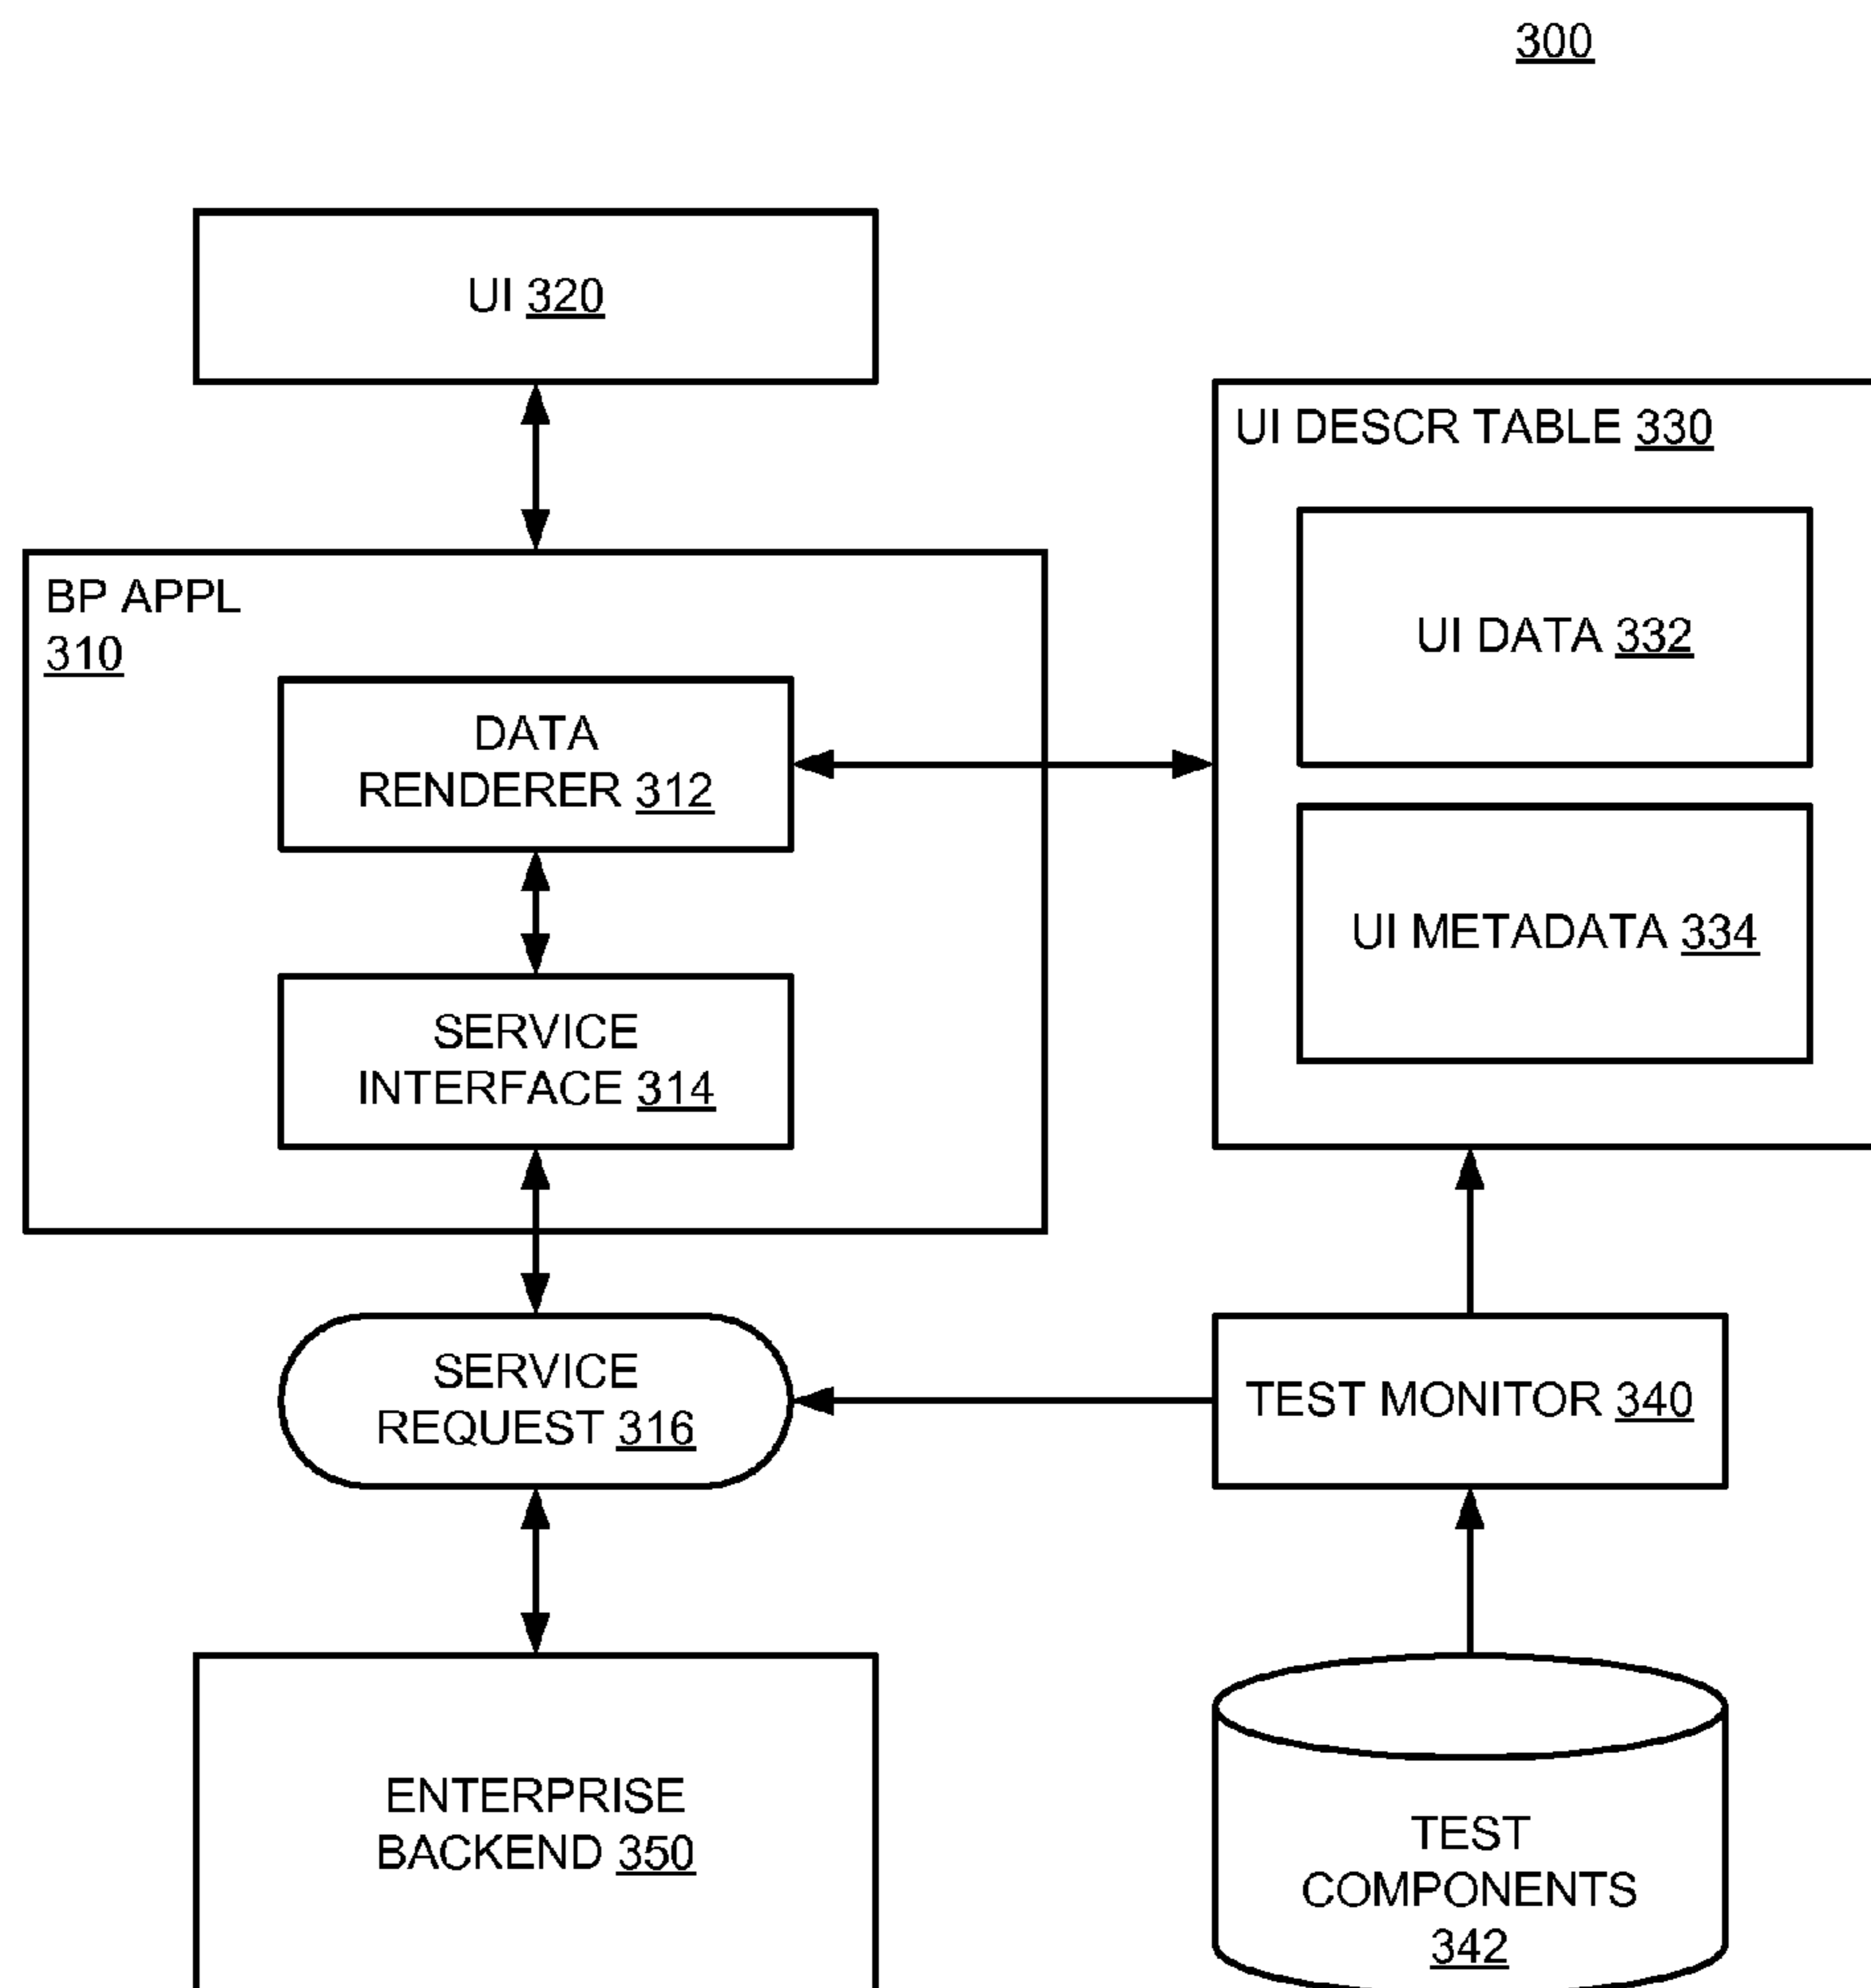 300
UI 320
UI DESCR TABLE 330
UI DATA 332
UI METADATA 334
BP APPL
310
DATA
RENDERER 312
SERVICE
INTERFACE 314
SERVICE
REQUEST 316
TEST MONITOR 340
ENTERPRISE
BACKEND 350
TEST
COMPONENTS
342